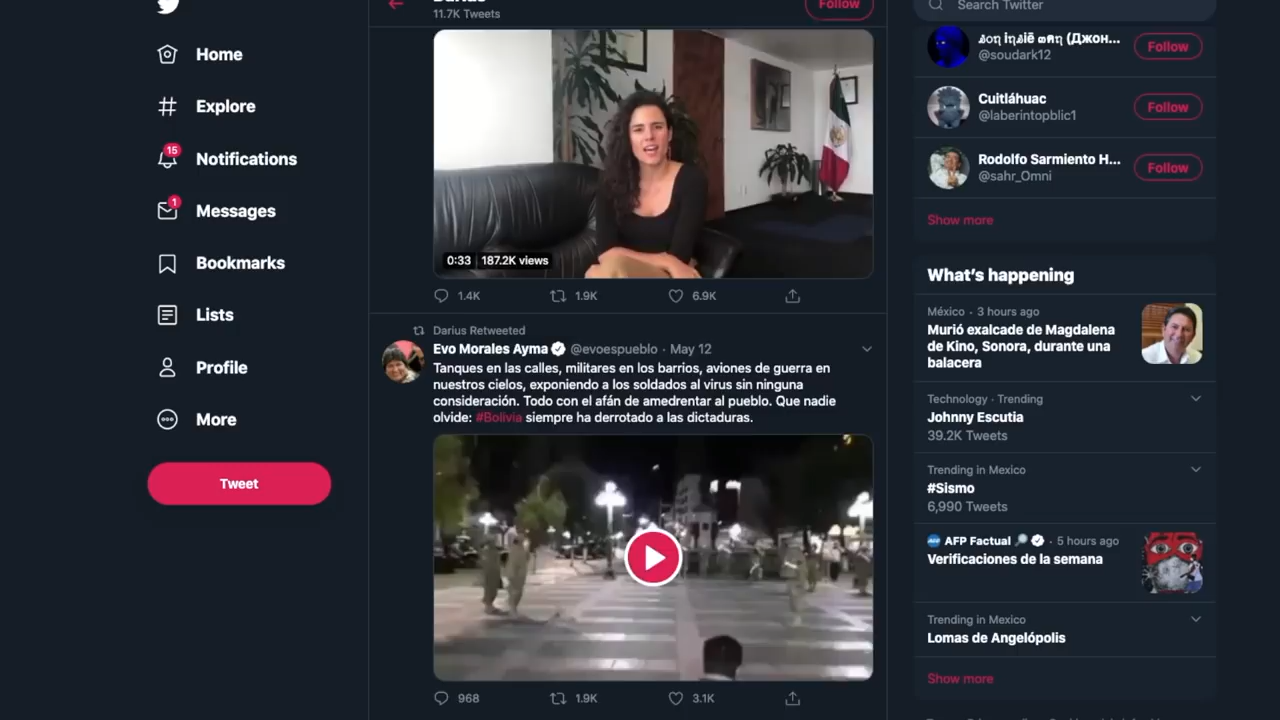 Home
Explore
15
Notifications
1
Messages
Bookmarks
Lists
Profile
More
Tweet
11.7K Tweets
Follow
0:33 187.2K views
1.4K 1.9K 6.9K
Darius Retweeted
Evo Morales Ayma @evoespueblo · May 12
Tanques en las calles, militares en los barrios, aviones de guerra en
nuestros cielos, exponiendo a los soldados al virus sin ninguna
consideración. Todo con el afán de amedrentar al pueblo. Que nadie
olvide: #Bolivia siempre ha derrotado a las dictaduras.
968 1.9K 3.1K
Search Twitter
(Джон...
@soudark12
Follow
Cuitláhuac
@laberintopblic1
Follow
Rodolfo Sarmiento H...
@sahr_Omni
Follow
Show more
What's happening
México · 3 hours ago
Murió exalcade de Magdalena
de Kino, Sonora, durante una
balacera
Technology · Trending
Johnny Escutia
39.2K Tweets
Trending in Mexico
#Sismo
6,990 Tweets
AFP Factual 🔎 · 5 hours ago
Verificaciones de la semana
Trending in Mexico
Lomas de Angelópolis
Show more